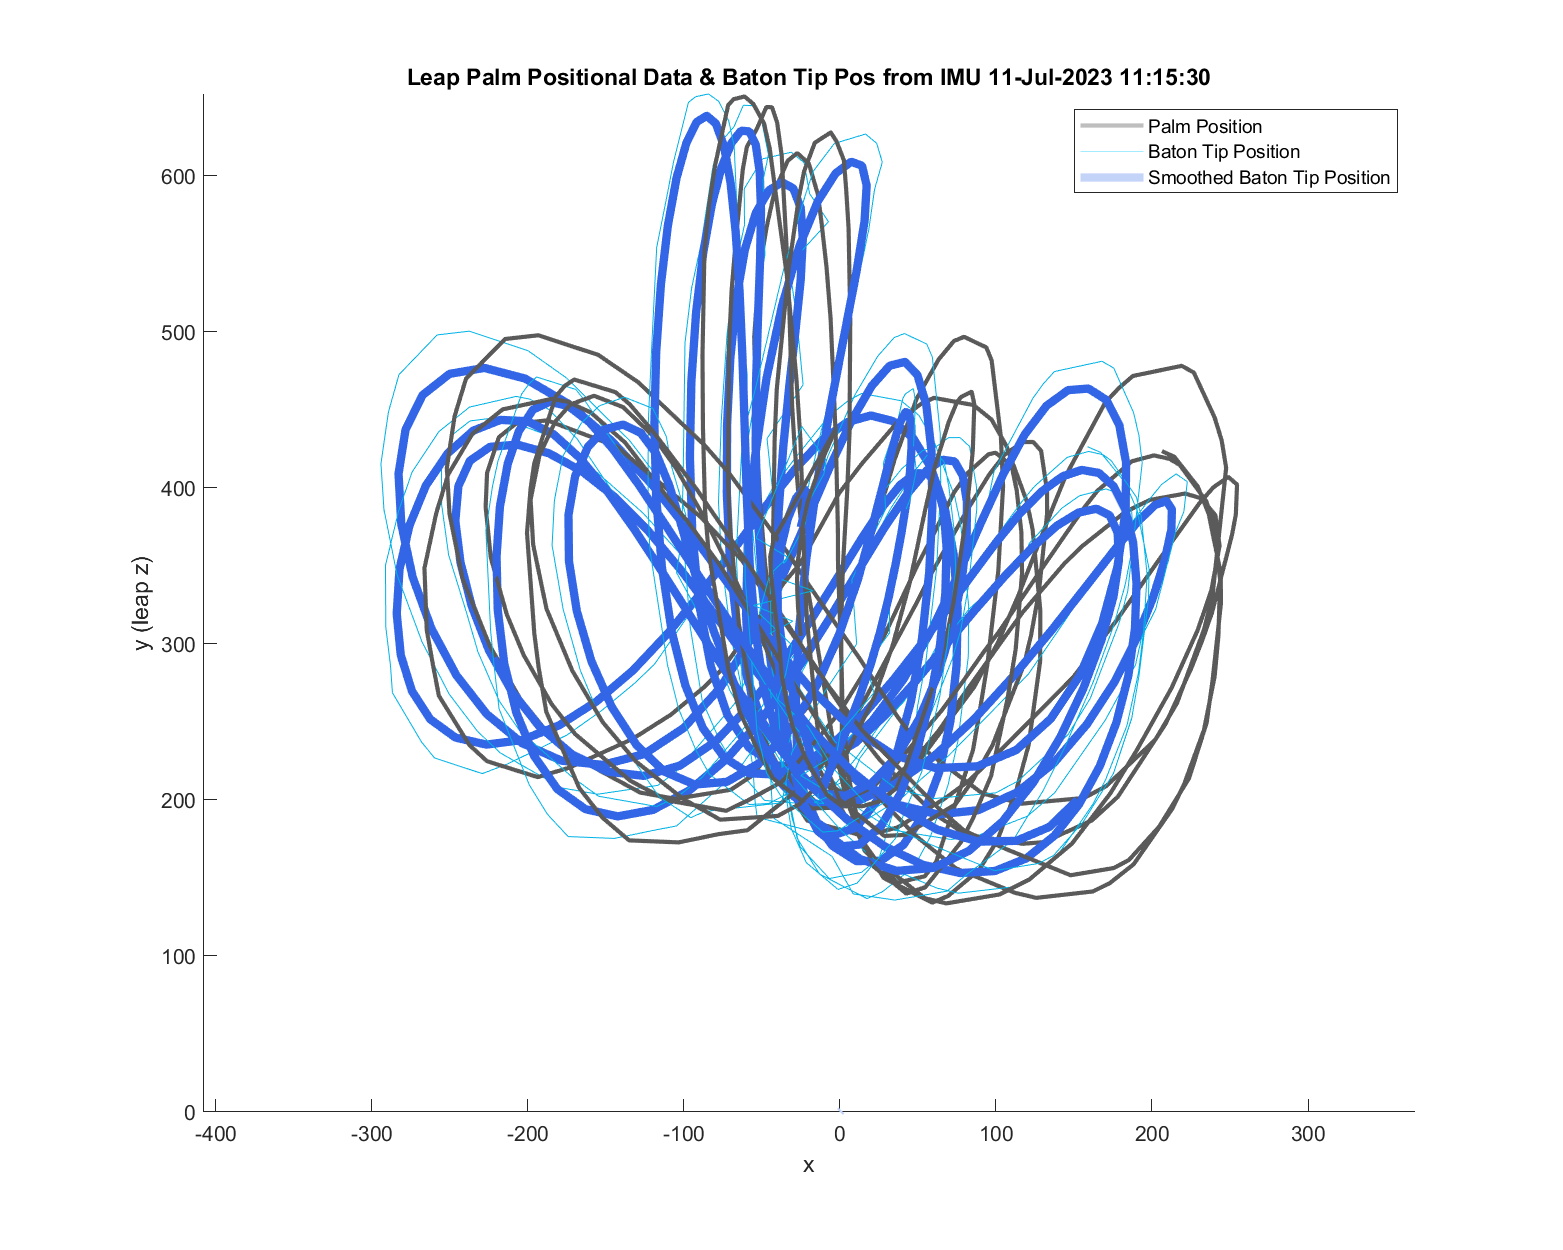 Leap Palm Positional Data & Baton Tip Pos from IMU 11-Jul-2023 11:15:30
Palm Position
Baton Tip Position
Smoothed Baton Tip Position
600
500
400
300
200
100
0
y (leap z)
-400 -300 -200 -100 0 100 200 300
x